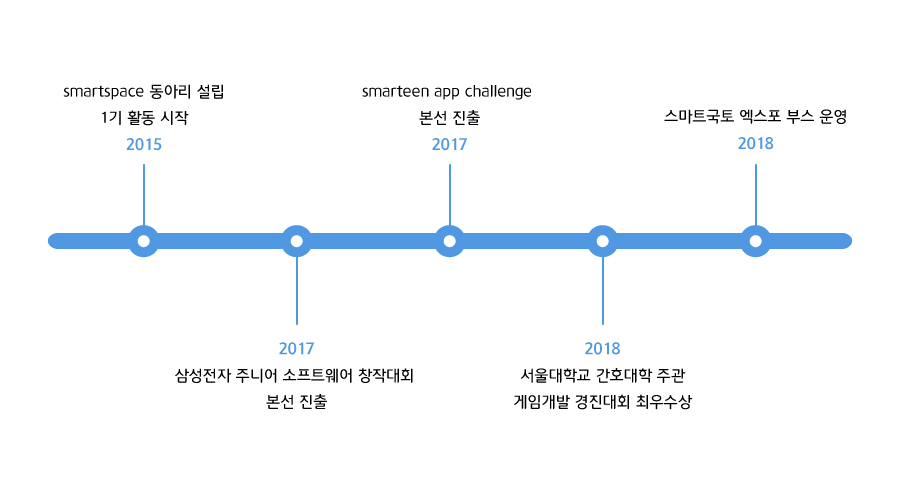 smartspace 동아리 설립
1기 활동 시작
2015
2017
삼성전자 주니어 소프트웨어 창작대회
본선 진출
smarteen app challenge
본선 진출
2017
2018
서울대학교 간호대학 주관
게임개발 경진대회 최우수상
스마트국토 엑스포 부스 운영
2018